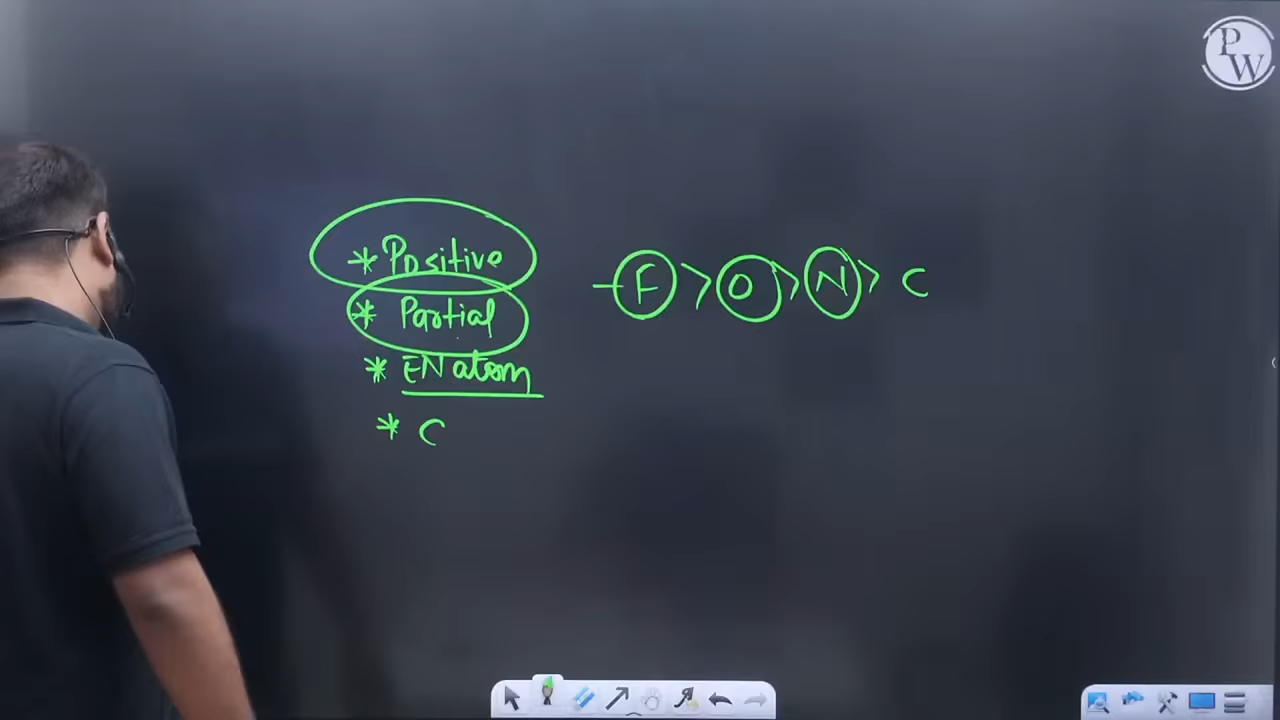 PW
* Positive
* Partial
* EN atom
* C
-F > O > N > C